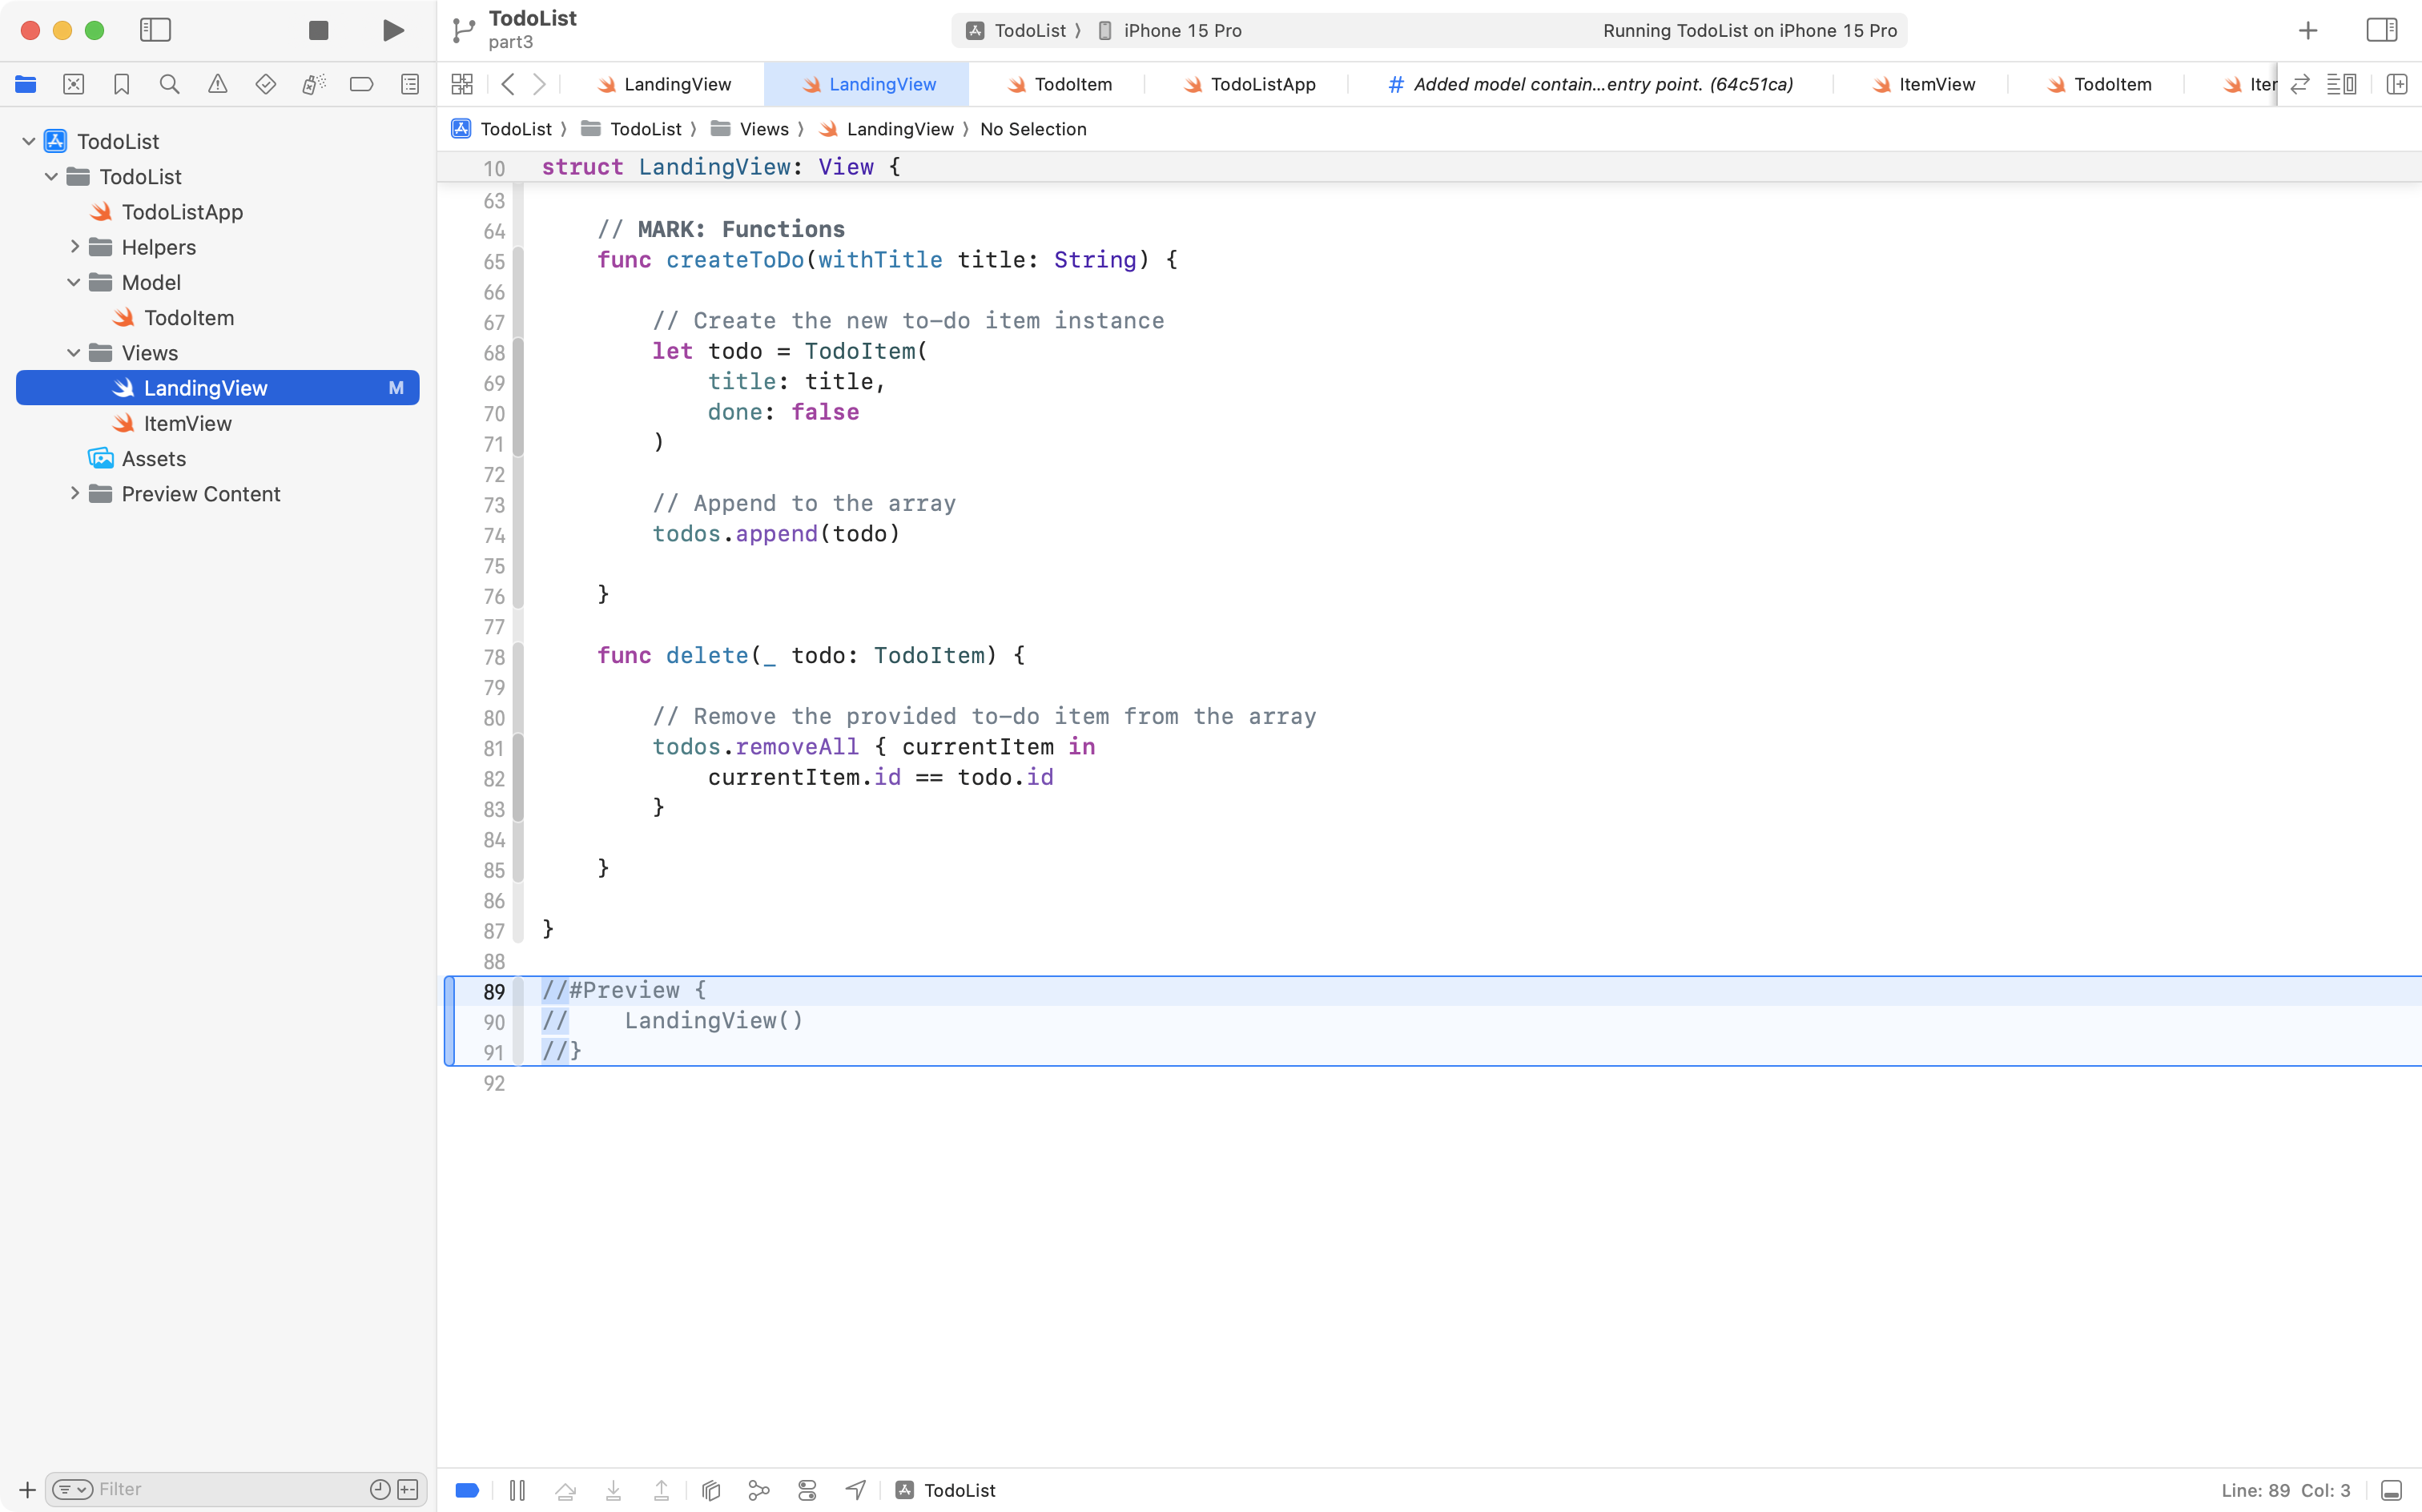 TodoList
part3
TodoList ⟩ iPhone 15 Pro
Running TodoList on iPhone 15 Pro
LandingView
LandingView
TodoItem
TodoListApp
# Added model contain...entry point. (64c51ca)
ItemView
TodoItem
TodoList ⟩ TodoList ⟩ Views ⟩ LandingView ⟩ No Selection
TodoList
TodoList
TodoListApp
Helpers
Model
TodoItem
Views
LandingView M
ItemView
Assets
Preview Content
Filter
10 struct LandingView: View {
63
64 // MARK: Functions
65 func createToDo(withTitle title: String) {
66
67 // Create the new to-do item instance
68 let todo = TodoItem(
69 title: title,
70 done: false
71 )
72
73 // Append to the array
74 todos.append(todo)
75
76 }
77
78 func delete(_ todo: TodoItem) {
79
80 // Remove the provided to-do item from the array
81 todos.removeAll { currentItem in
82 currentItem.id == todo.id
83 }
84
85 }
86
87 }
88
89 //#Preview {
90 // LandingView()
91 //}
92
TodoList
Line: 89 Col: 3